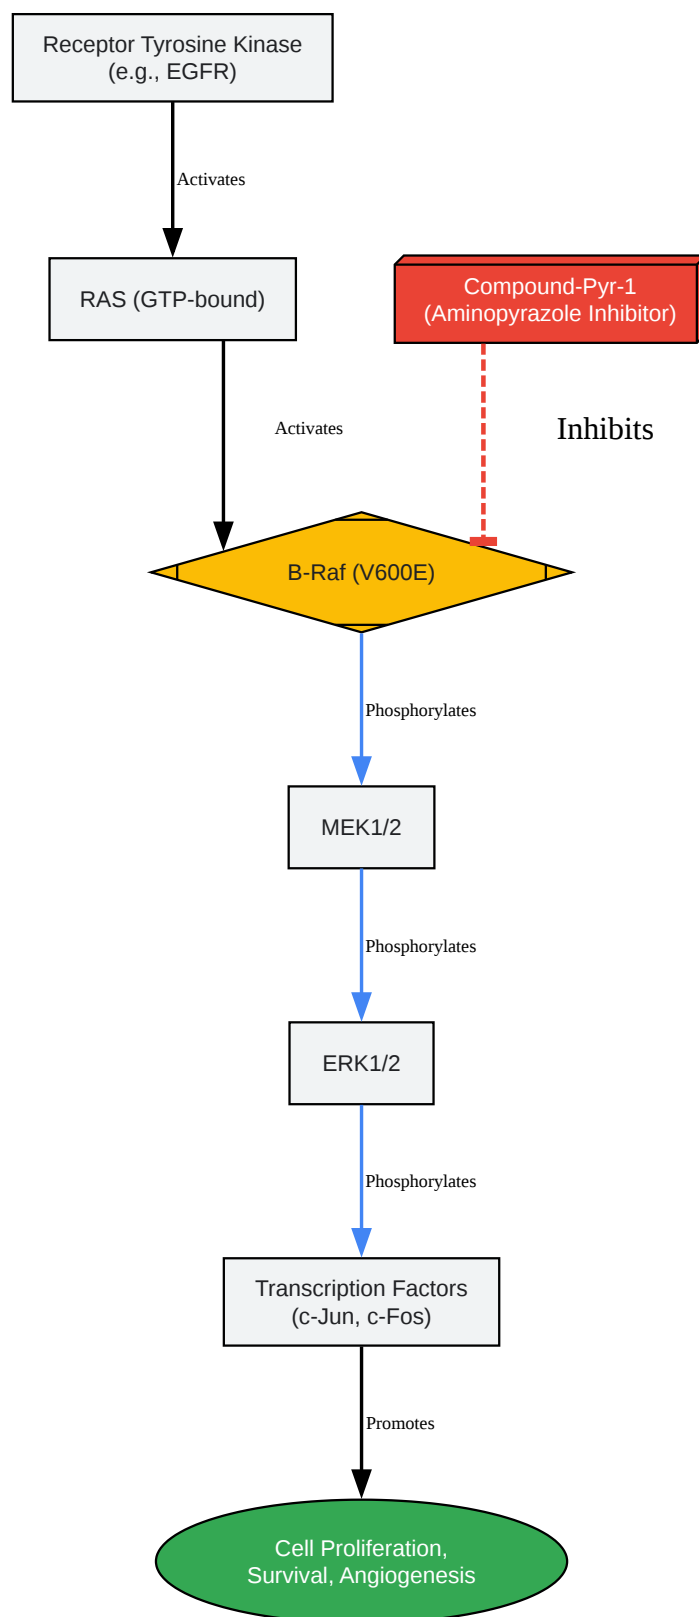 Receptor Tyrosine Kinase
(e.g., EGFR)
Activates
RAS (GTP-bound)
Compound-Pyr-1
(Aminopyrazole Inhibitor)
Activates
Inhibits
B-Raf (V600E)
Phosphorylates
MEK1/2
Phosphorylates
ERK1/2
Phosphorylates
Transcription Factors
(c-Jun, c-Fos)
Promotes
Cell Proliferation,
Survival, Angiogenesis